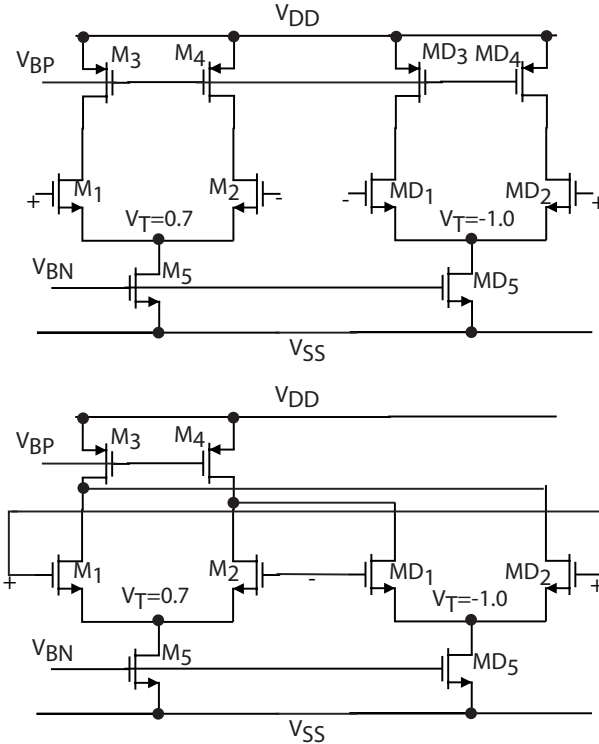 VDD
VBP
M3
M4
MD3
MD4
+
M1
M2
-
-
MD1
MD2
+
VT=0.7
VT=-1.0
VBN
M5
MD5
VSS
VDD
VBP
M3
M4
+
M1
M2
-
MD1
MD2
+
VT=0.7
VT=-1.0
VBN
M5
MD5
VSS